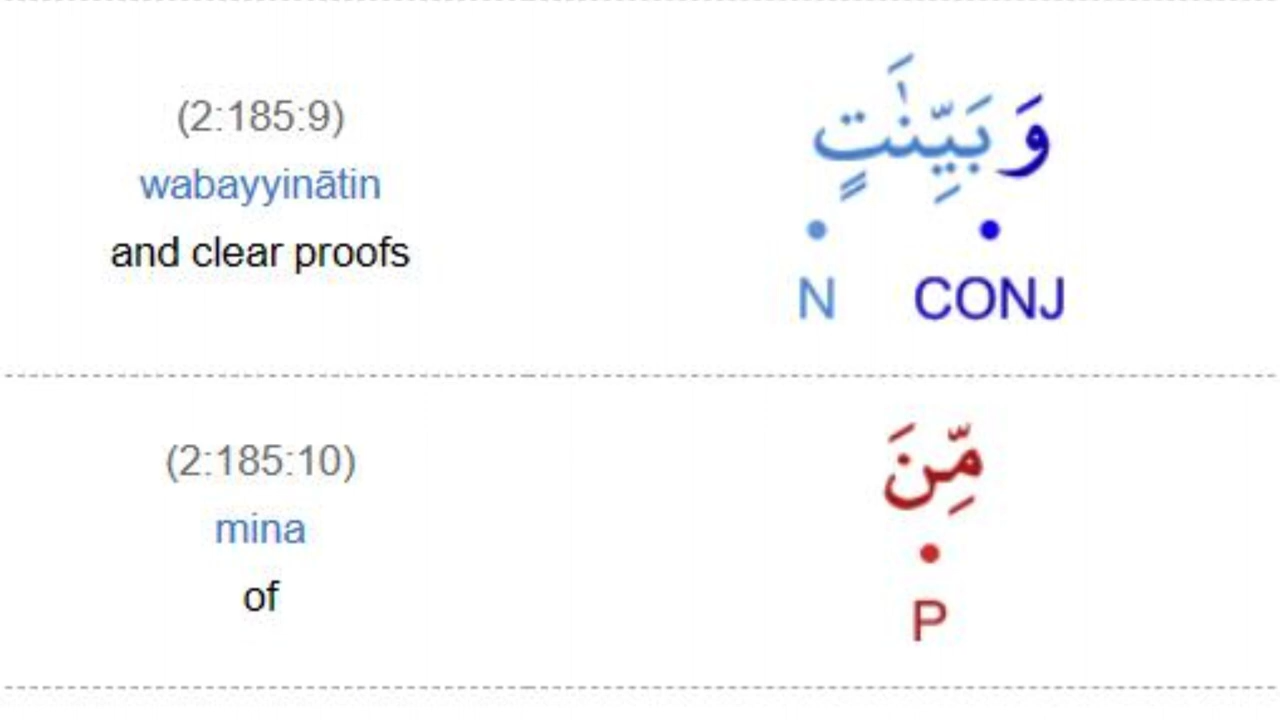 (2:185:9)
wabayyinātin
and clear proofs
وَبَيِّنَٰتٍ
N CONJ
(2:185:10)
mina
of
مِّنَ
P